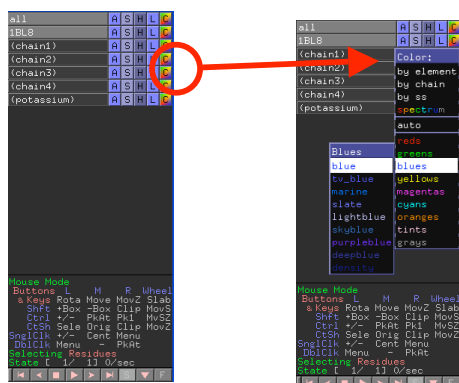 all A S H L C
1BL8 A S H L C
(chain1) A S H L C
(chain2) A S H L C
(chain3) A S H L C
(chain4) A S H L C
(potassium) A S H L C
Mouse Mode
Buttons L M R Wheel
& Keys Rota Move MovZ Slab
Shft +Box -Box Clip MovS
Ctrl +/- PkAt Pk1 MvSZ
CtSh Sele Orig Clip MovZ
SnglClk +/- Cent Menu
DblClk Menu - PkAt
Selecting Residues
State [ 1/ 1] 0/sec
S F
all A S H L C
1BL8 A S H L C
(chain1)
(chain2)
(chain3)
(chain4)
(potassium)
Color:
by element
by chain
by ss
spectrum
auto
reds
greens
blues
yellows
magentas
cyans
oranges
tints
grays
Blues
blue
tv_blue
marine
slate
lightblue
skyblue
purpleblue
deepblue
density
Mouse Mode
Buttons L M R Wheel
& Keys Rota Move MovZ Slab
Shft +Box -Box Clip MovS
Ctrl +/- PkAt Pk1 MvSZ
CtSh Sele Orig Clip MovZ
SnglClk +/- Cent Menu
DblClk Menu - PkAt
Selecting Residues
State [ 1/ 1] 0/sec